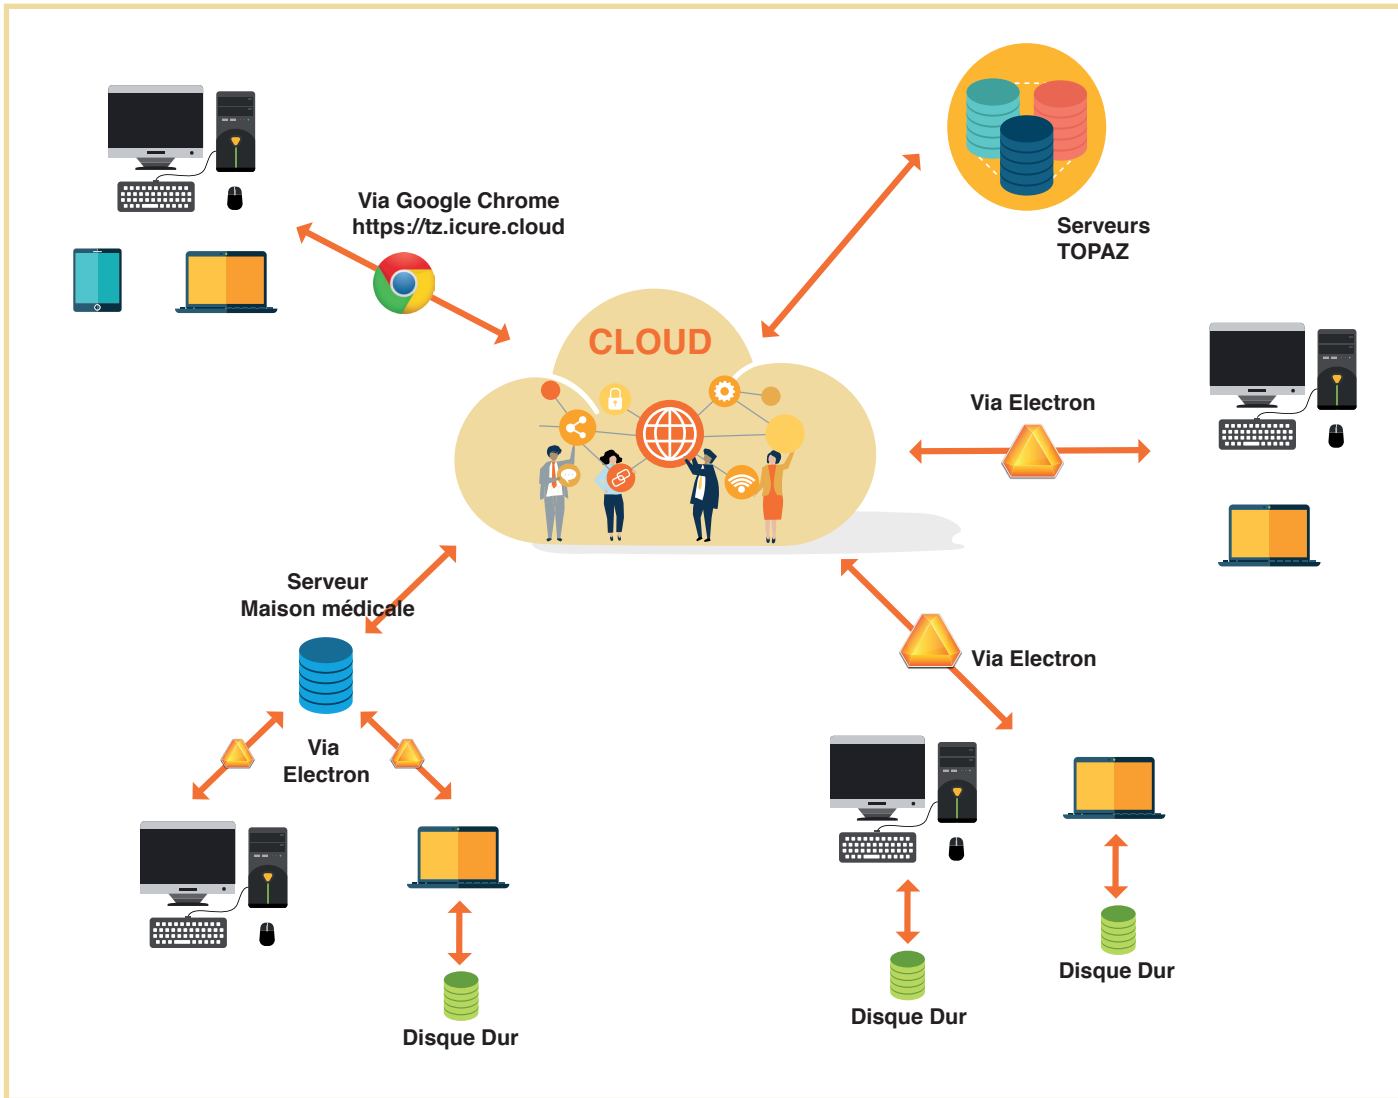 Via Google Chrome
https://tz.icure.cloud
Serveurs
TOPAZ
CLOUD
Via Electron
Serveur
Maison médicale
Via Electron
Via
Electron
Disque Dur
Disque Dur
Disque Dur